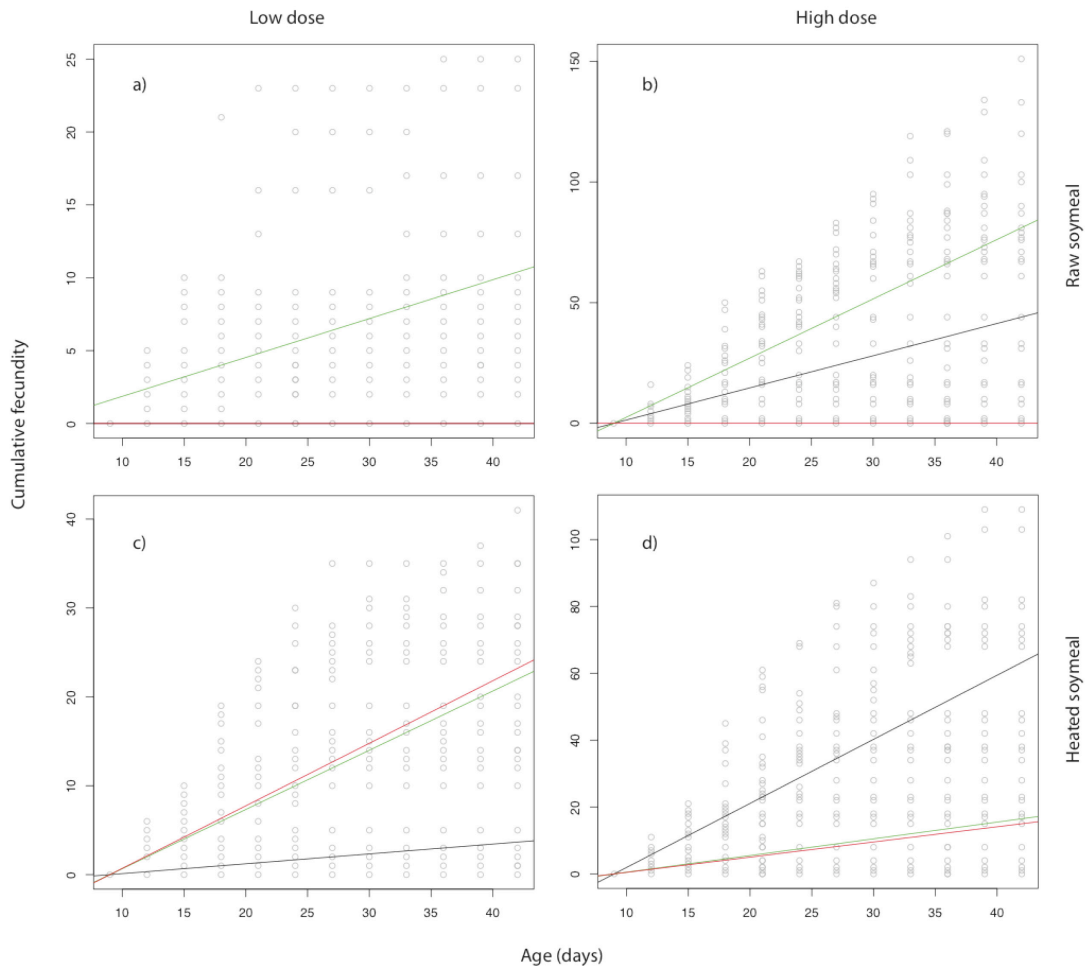 Low dose
High dose
a)
b)
25
20
15
10
5
0
150
100
50
0
10 15 20 25 30 35 40
10 15 20 25 30 35 40
Raw soymeal
Cumulative fecundity
c)
d)
40
30
20
10
0
100
80
60
40
20
0
10 15 20 25 30 35 40
10 15 20 25 30 35 40
Heated soymeal
Age (days)